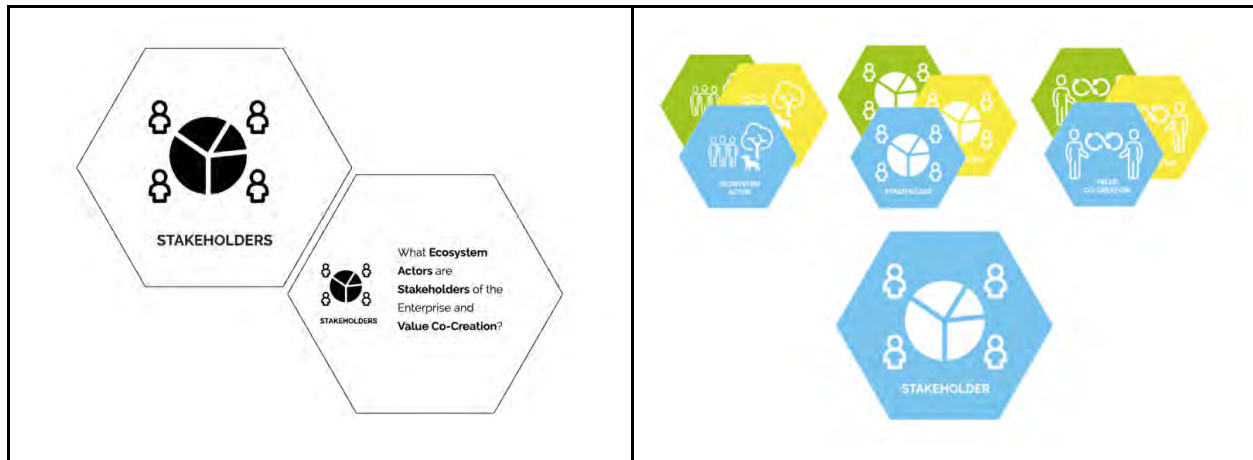 STAKEHOLDERS
What Ecosystem
Actors are
Stakeholders of the
Enterprise and
Value Co-Creation?
STAKEHOLDERS
ECOSYSTEM
ACTOR
STAKEHOLDER
VALUE
CO-CREATION
STAKEHOLDER